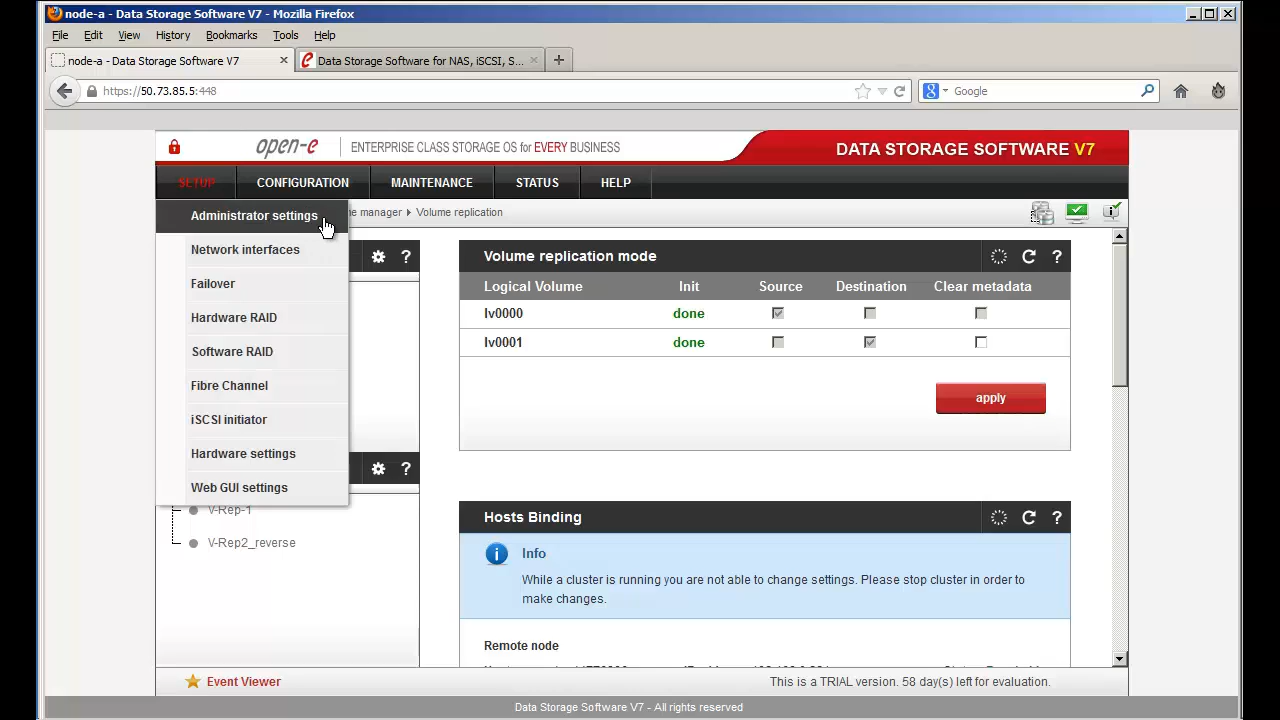 node-a - Data Storage Software V7 - Mozilla Firefox
File Edit View History Bookmarks Tools Help
node-a - Data Storage Software V7
Data Storage Software for NAS, iSCSI, S...
https://50.73.85.5:448
Google
open-e ENTERPRISE CLASS STORAGE OS for EVERY BUSINESS
DATA STORAGE SOFTWARE V7
SETUP CONFIGURATION MAINTENANCE STATUS HELP
manager Volume replication
Administrator settings
Network interfaces
Failover
Hardware RAID
Software RAID
Fibre Channel
iSCSI initiator
Hardware settings
Web GUI settings
V-Rep-1
V-Rep2_reverse
Volume replication mode
Logical Volume Init Source Destination Clear metadata
lv0000 done
lv0001 done
apply
Hosts Binding
Info
While a cluster is running you are not able to change settings. Please stop cluster in order to
make changes.
Remote node
Event Viewer
This is a TRIAL version. 58 day(s) left for evaluation.
Data Storage Software V7 - All rights reserved